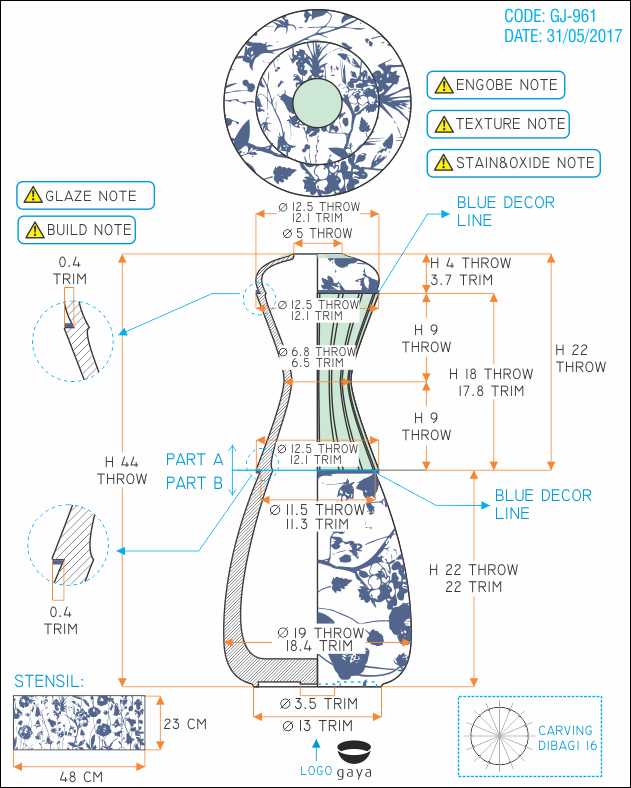 CODE: GJ-961
DATE: 31/05/2017
ENGOBE NOTE
TEXTURE NOTE
STAIN&OXIDE NOTE
GLAZE NOTE
BUILD NOTE
Ø 12.5 THROW
12.1 TRIM
Ø 5 THROW
BLUE DECOR
LINE
0.4
TRIM
H 4 THROW
3.7 TRIM
Ø 12.5 THROW
12.1 TRIM
H 9
THROW
Ø 6.8 THROW
6.5 TRIM
H 22
THROW
H 18 THROW
17.8 TRIM
H 9
THROW
Ø 12.5 THROW
12.1 TRIM
PART A
PART B
H 44
THROW
BLUE DECOR
LINE
Ø 11.5 THROW
11.3 TRIM
H 22 THROW
22 TRIM
0.4
TRIM
Ø 19 THROW
18.4 TRIM
STENSIL:
23 CM
48 CM
Ø 3.5 TRIM
Ø 13 TRIM
LOGO gaya
CARVING
DIBAGI 16